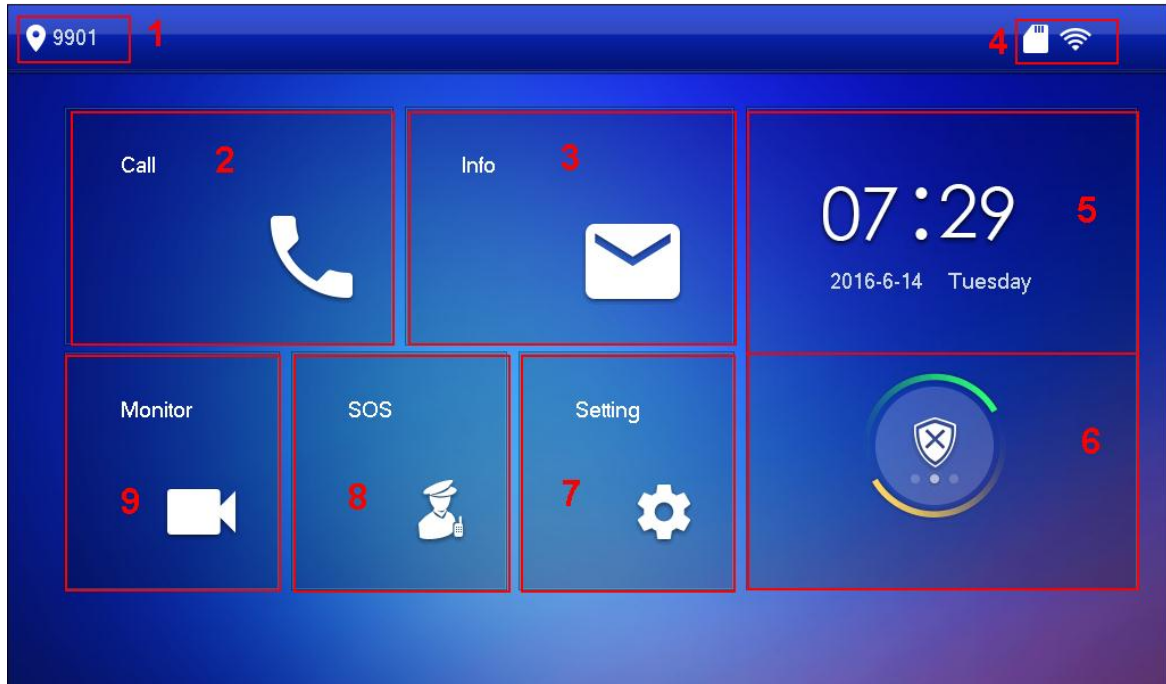 9901 1
4
Call 2
Info 3
07:29 5
2016-6-14 Tuesday
Monitor
SOS
Setting
6
9
8
7